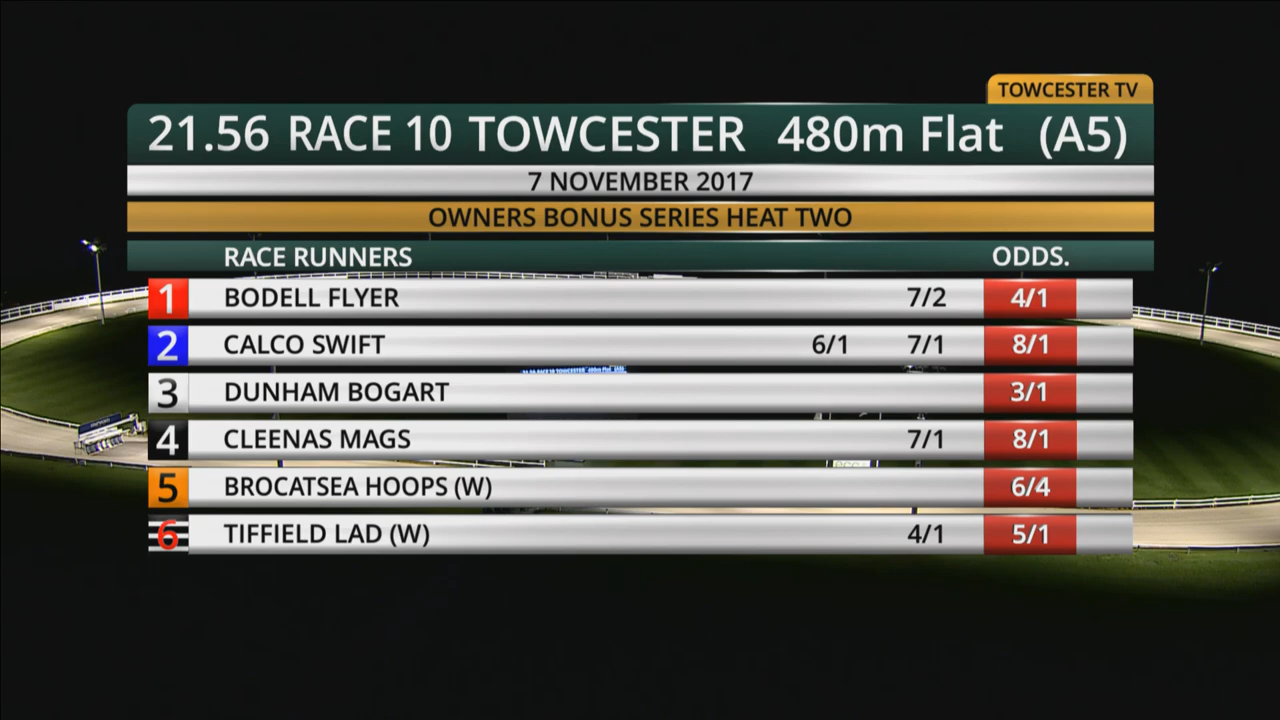 TOWCESTER TV
21.56 RACE 10 TOWCESTER 480m Flat (A5)
7 NOVEMBER 2017
OWNERS BONUS SERIES HEAT TWO
RACE RUNNERS ODDS.
1 BODELL FLYER 7/2 4/1
2 CALCO SWIFT 6/1 7/1 8/1
3 DUNHAM BOGART 3/1
4 CLEENAS MAGS 7/1 8/1
5 BROCATSEA HOOPS (W) 6/4
6 TIFFIELD LAD (W) 4/1 5/1